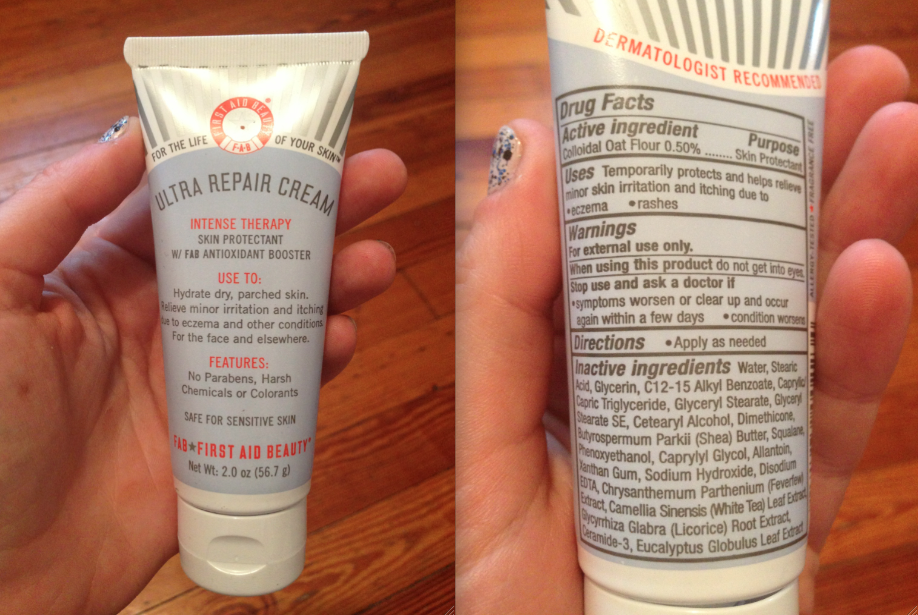 FIRST AID BEAUTY®
FAB
FOR THE LIFE OF YOUR SKIN™
ULTRA REPAIR CREAM
INTENSE THERAPY
SKIN PROTECTANT
W/ FAB ANTIOXIDANT BOOSTER
USE TO:
Hydrate dry, parched skin.
Relieve minor irritation and itching
due to eczema and other conditions.
For the face and elsewhere.
FEATURES:
No Parabens, Harsh
Chemicals or Colorants
SAFE FOR SENSITIVE SKIN
FAB★FIRST AID BEAUTY®
Net Wt: 2.0 oz (56.7 g)
DERMATOLOGIST RECOMMENDED
Drug Facts
Active ingredient Purpose
Colloidal Oat Flour 0.50% ........ Skin Protectant
Uses Temporarily protects and helps relieve
minor skin irritation and itching due to
•eczema •rashes
Warnings
For external use only.
When using this product do not get into eyes.
Stop use and ask a doctor if
•symptoms worsen or clear up and occur
again within a few days •condition worsens
Directions •Apply as needed
Inactive ingredients Water, Stearic
Acid, Glycerin, C12-15 Alkyl Benzoate, Caprylic/
Capric Triglyceride, Glyceryl Stearate, Glyceryl
Stearate SE, Cetearyl Alcohol, Dimethicone,
Butyrospermum Parkii (Shea) Butter, Squalane,
Phenoxyethanol, Caprylyl Glycol, Allantoin,
Xanthan Gum, Sodium Hydroxide, Disodium
EDTA, Chrysanthemum Parthenium (Feverfew)
Extract, Camellia Sinensis (White Tea) Leaf Extract,
Glycyrrhiza Glabra (Licorice) Root Extract,
Ceramide-3, Eucalyptus Globulus Leaf Extract
ALLERGY TESTED • FRAGRANCE FREE